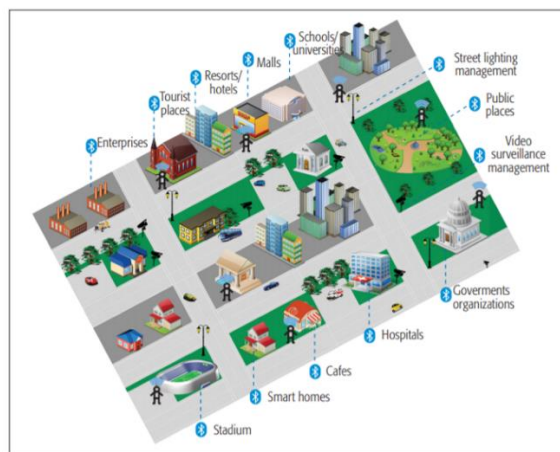 Schools/
universities
Malls
Resorts/
hotels
Tourist
places
Enterprises
Street lighting
management
Public
places
Video
surveillance
management
Goverments
organizations
Hospitals
Cafes
Smart homes
Stadium